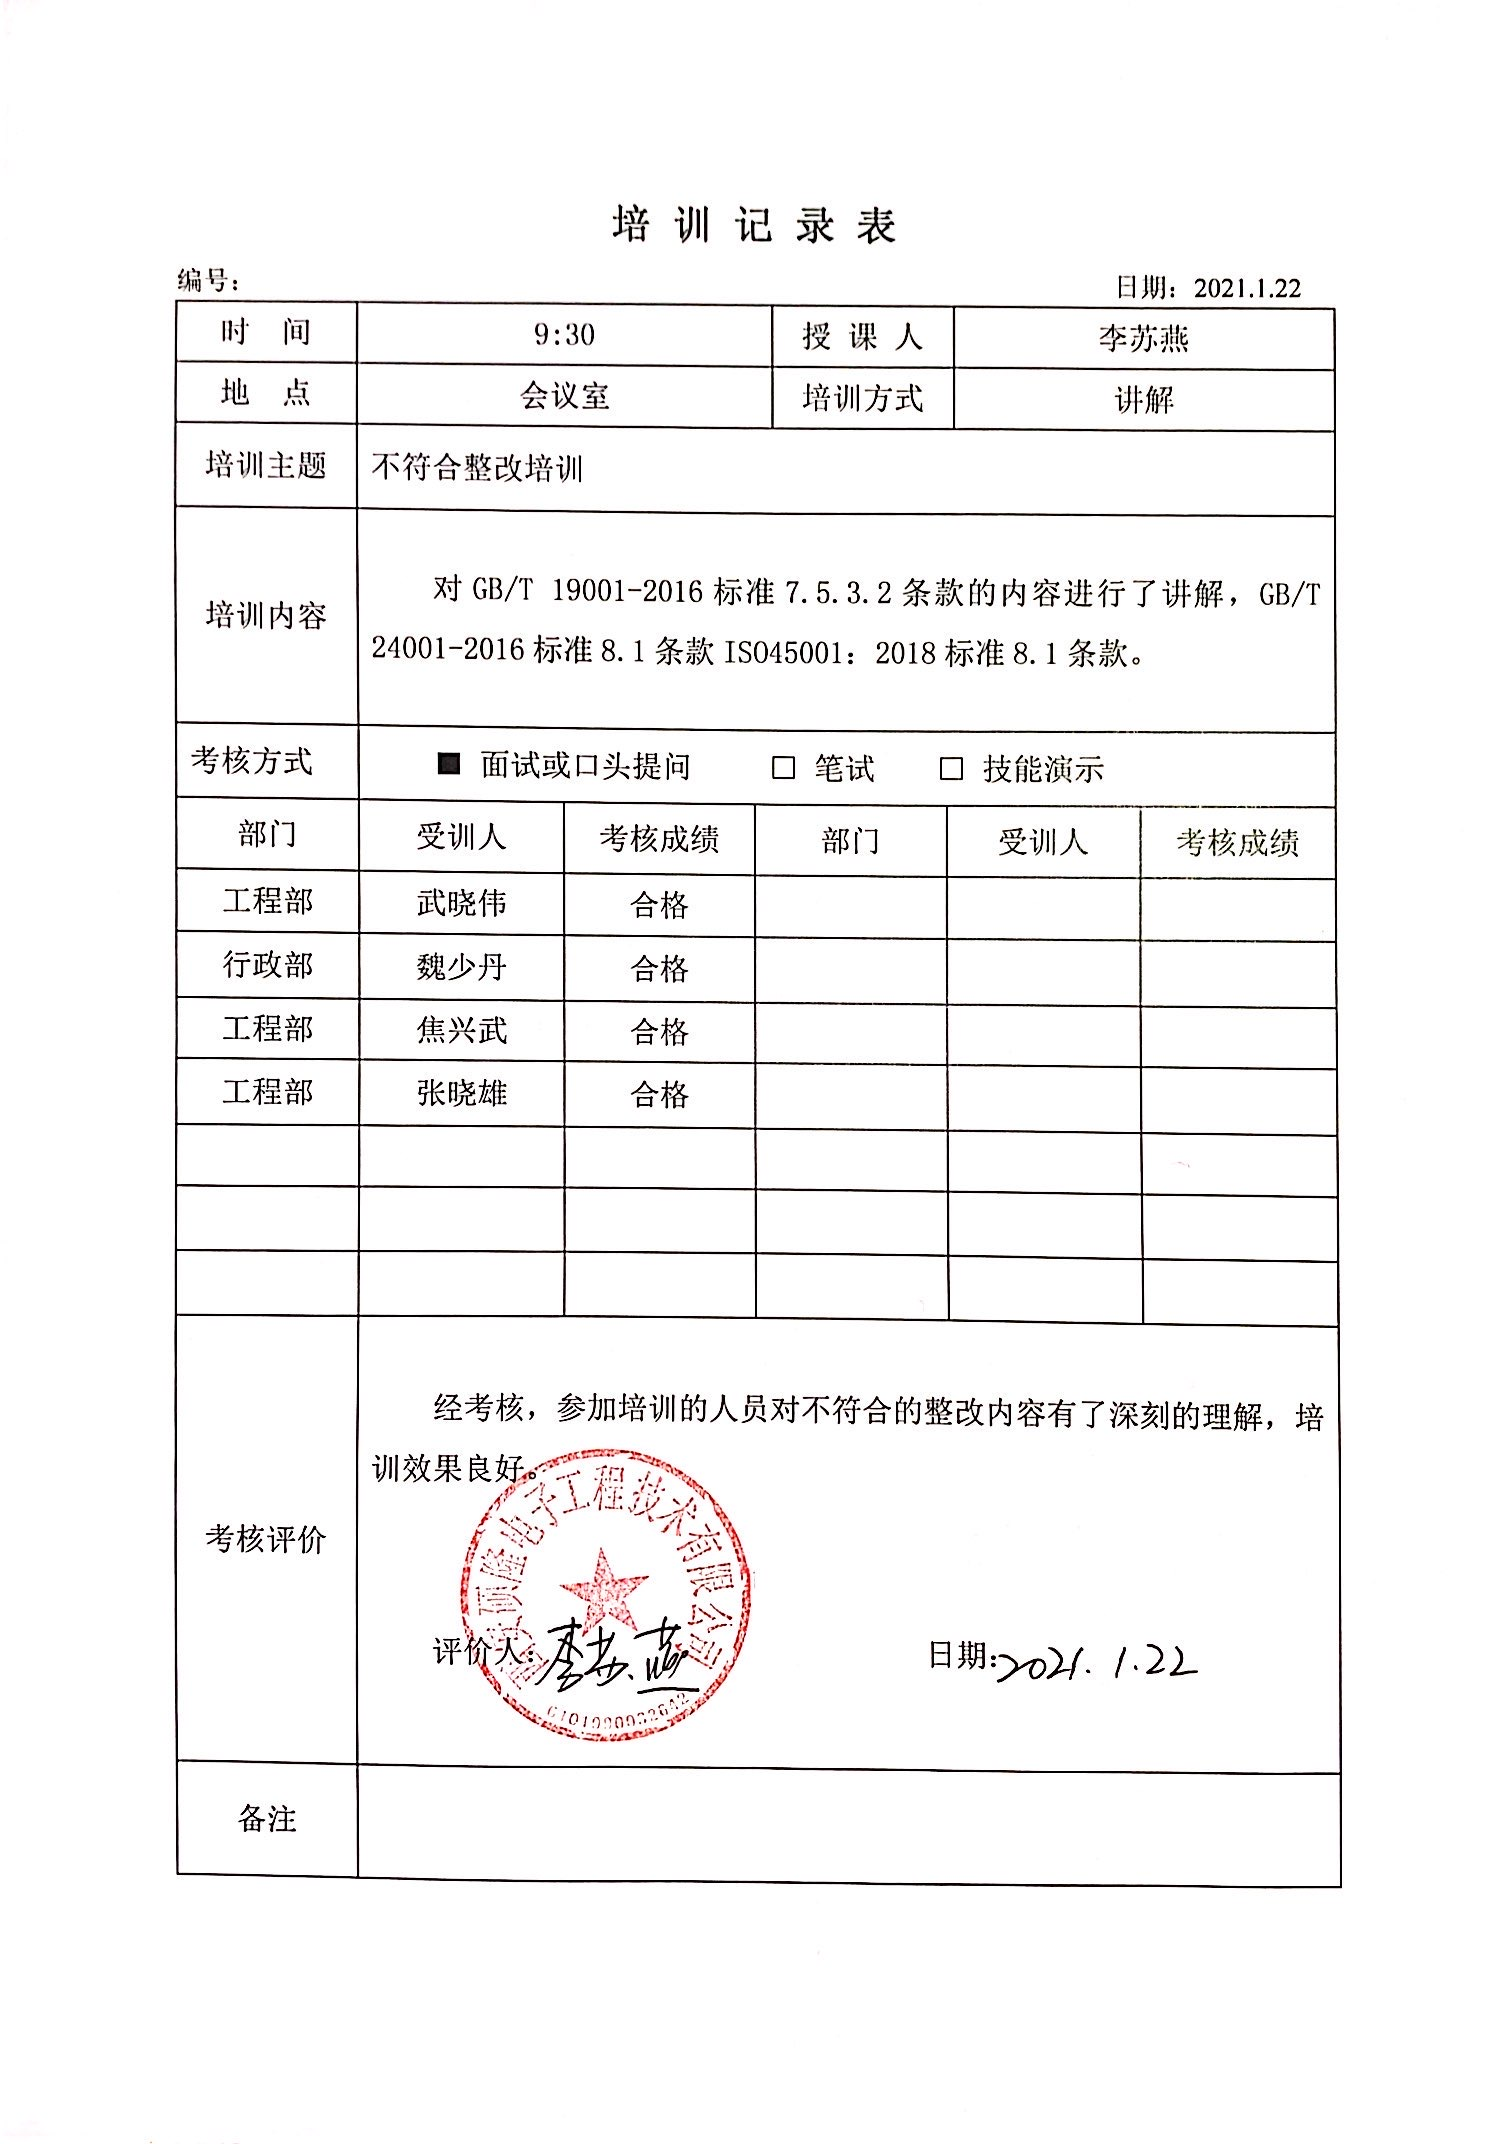 培训记录表
编号：
日期：2021.1.22
时 间 9:30 授课人 李苏燕
地 点 会议室 培训方式 讲解
培训主题 不符合整改培训
对 GB/T 19001-2016 标准 7.5.3.2 条款的内容进行了讲解，GB/T
培训内容
24001-2016 标准 8.1 条款 ISO45001：2018 标准 8.1 条款。
考核方式 ■ 面试或口头提问 □ 笔试 □ 技能演示
部门 受训人 考核成绩 部门 受训人 考核成绩
工程部 武晓伟 合格
行政部 魏少丹 合格
工程部 焦兴武 合格
工程部 张晓雄 合格
经考核，参加培训的人员对不符合的整改内容有了深刻的理解，培
训效果良好。
考核评价
隆电子工程技术有限公司
评价人：李苏燕 日期：2021.1.22
备注